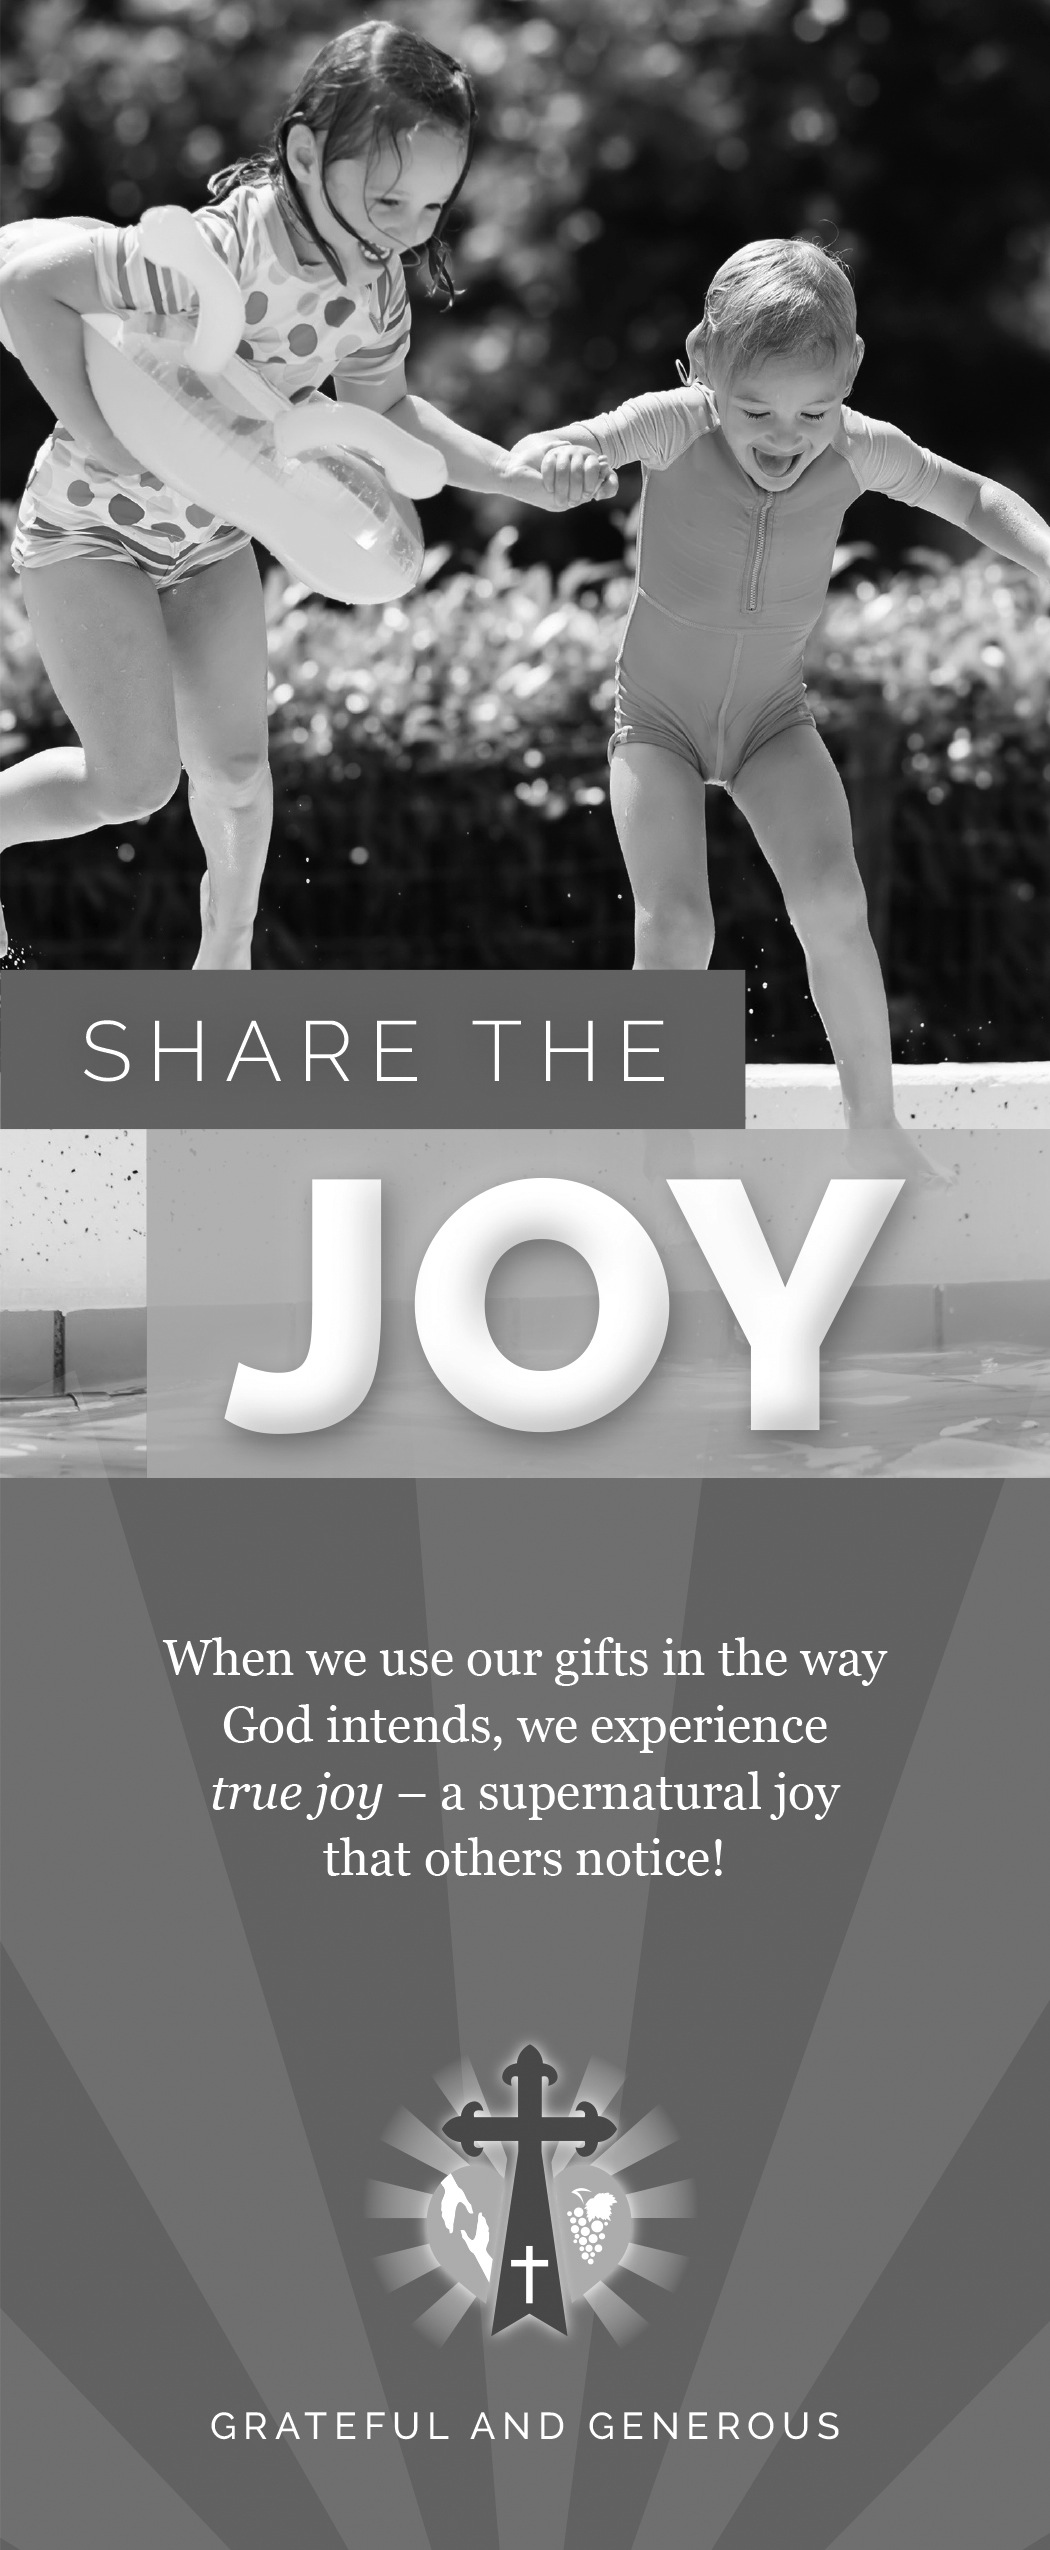 SHARE THE
JOY
When we use our gifts in the way
God intends, we experience
true joy – a supernatural joy
that others notice!
GRATEFUL AND GENEROUS